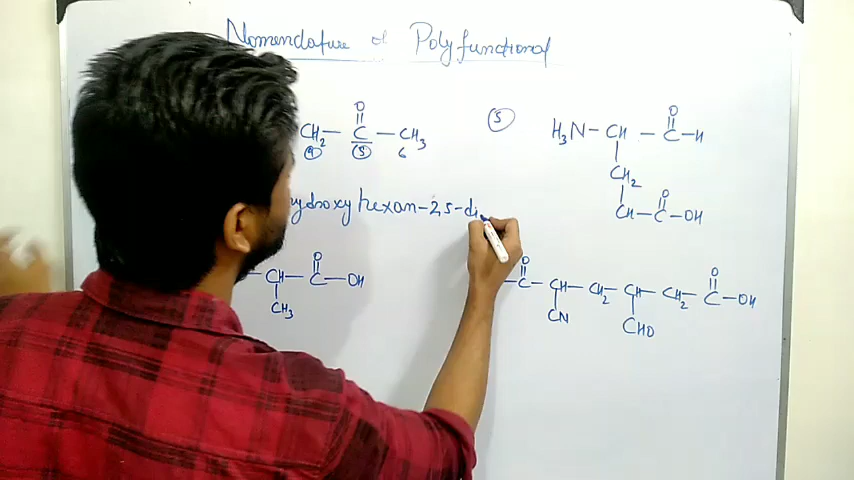 Nomenclature of Polyfunctional
O
CH2 — C — CH3
4 5 6
ydroxy hexan-2,5-di
O
CH — C — OH
CH3
5
O
H3N — CH — C — H
CH2
O
CH — C — OH
O O
C — CH — CH2 — CH — CH2 — C — OH
CN CHO